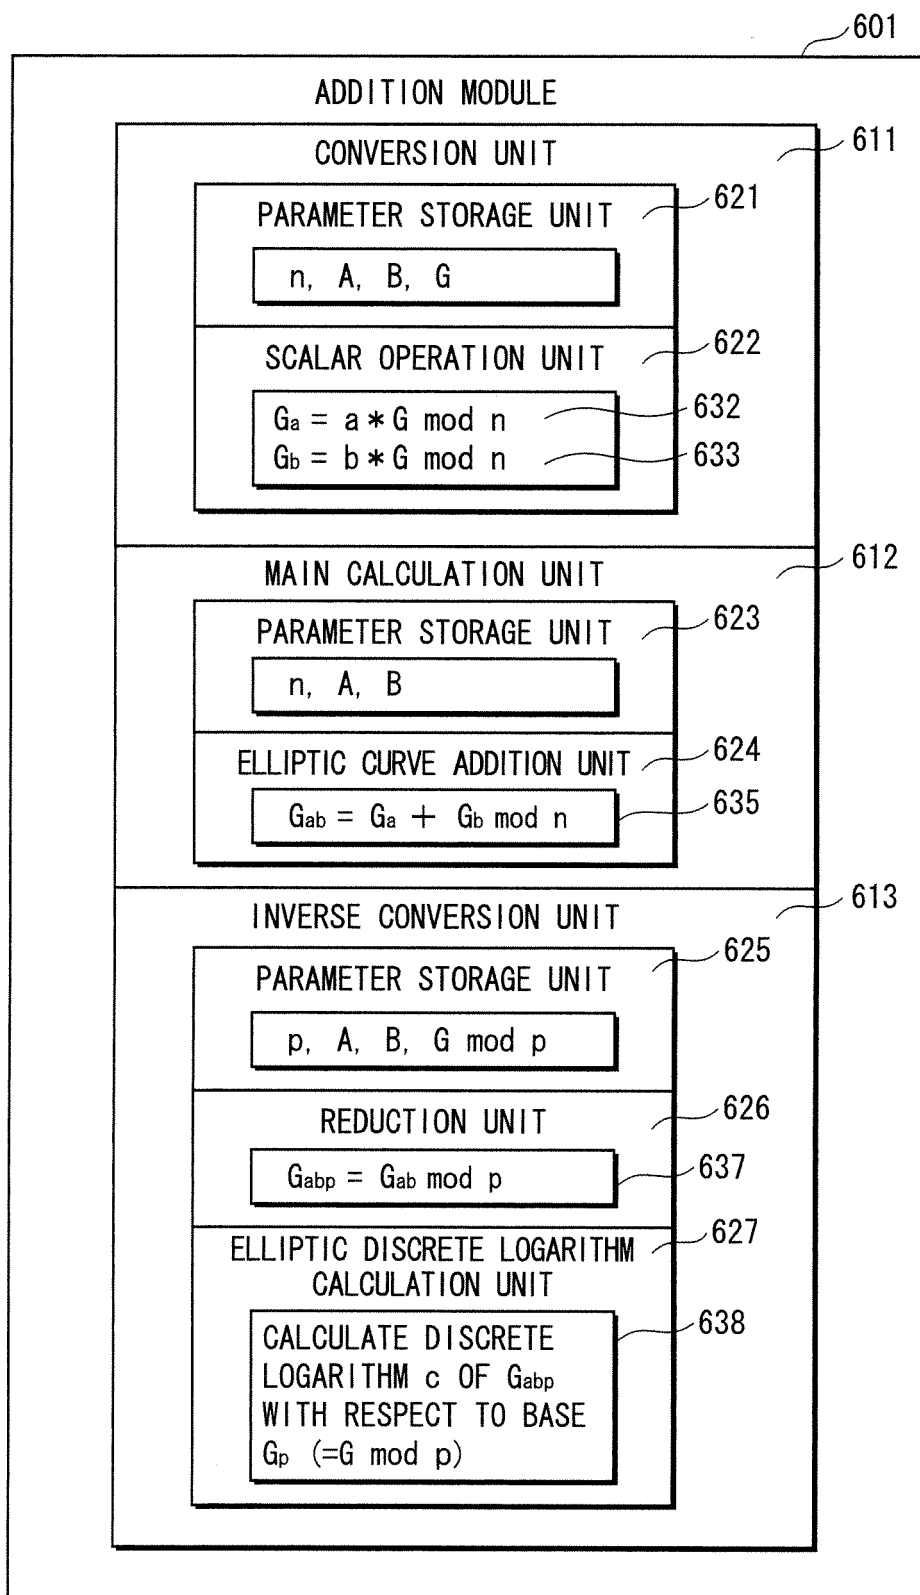 601
ADDITION MODULE
CONVERSION UNIT
611
PARAMETER STORAGE UNIT
621
n, A, B, G
SCALAR OPERATION UNIT
622
Ga = a * G mod n
632
Gb = b * G mod n
633
MAIN CALCULATION UNIT
612
PARAMETER STORAGE UNIT
623
n, A, B
ELLIPTIC CURVE ADDITION UNIT
624
Gab = Ga + Gb mod n
635
INVERSE CONVERSION UNIT
613
PARAMETER STORAGE UNIT
625
p, A, B, G mod p
REDUCTION UNIT
626
Gabp = Gab mod p
637
ELLIPTIC DISCRETE LOGARITHM
627
CALCULATION UNIT
CALCULATE DISCRETE
638
LOGARITHM c OF Gabp
WITH RESPECT TO BASE
Gp (=G mod p)